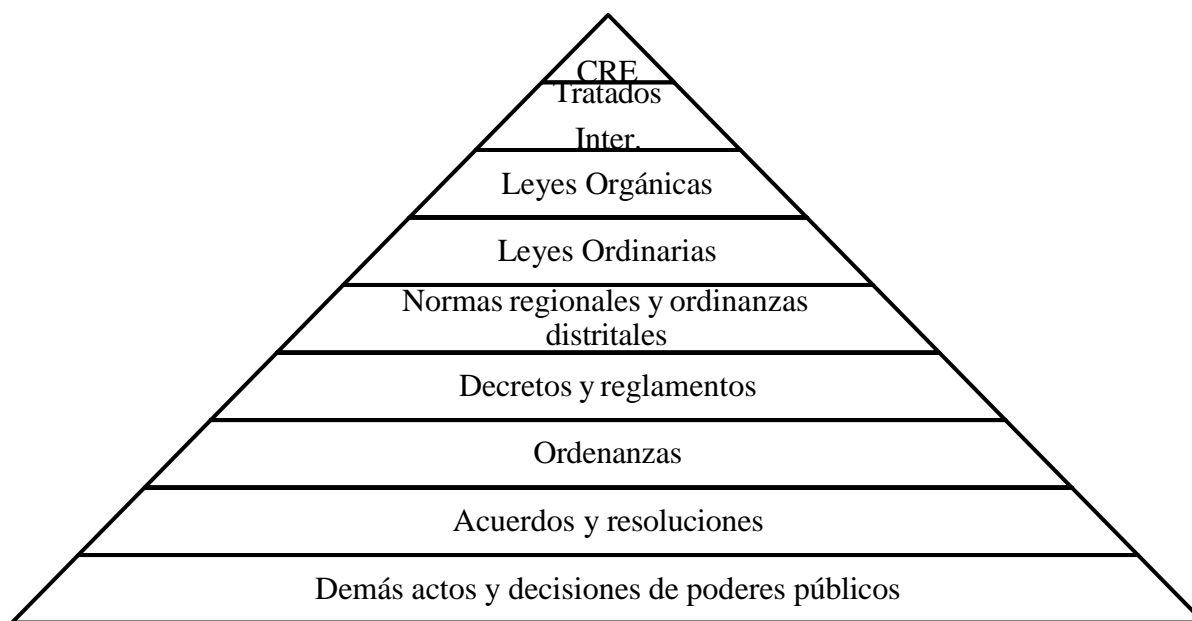 CRE
Tratados
Inter.
Leyes Orgánicas
Leyes Ordinarias
Normas regionales y ordinanzas
distritales
Decretos y reglamentos
Ordenanzas
Acuerdos y resoluciones
Demás actos y decisiones de poderes públicos